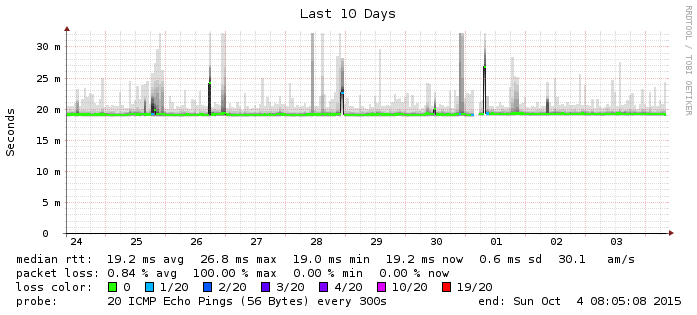 Last 10 Days
RRDTOOL / TOBI OETIKER
Seconds
30 m
25 m
20 m
15 m
10 m
5 m
0
24 25 26 27 28 29 30 01 02 03
median rtt: 19.2 ms avg 26.8 ms max 19.0 ms min 19.2 ms now 0.6 ms sd 30.1 am/s
packet loss: 0.84 % avg 100.00 % max 0.00 % min 0.00 % now
loss color: 0 1/20 2/20 3/20 4/20 10/20 19/20
probe: 20 ICMP Echo Pings (56 Bytes) every 300s end: Sun Oct 4 08:05:08 2015